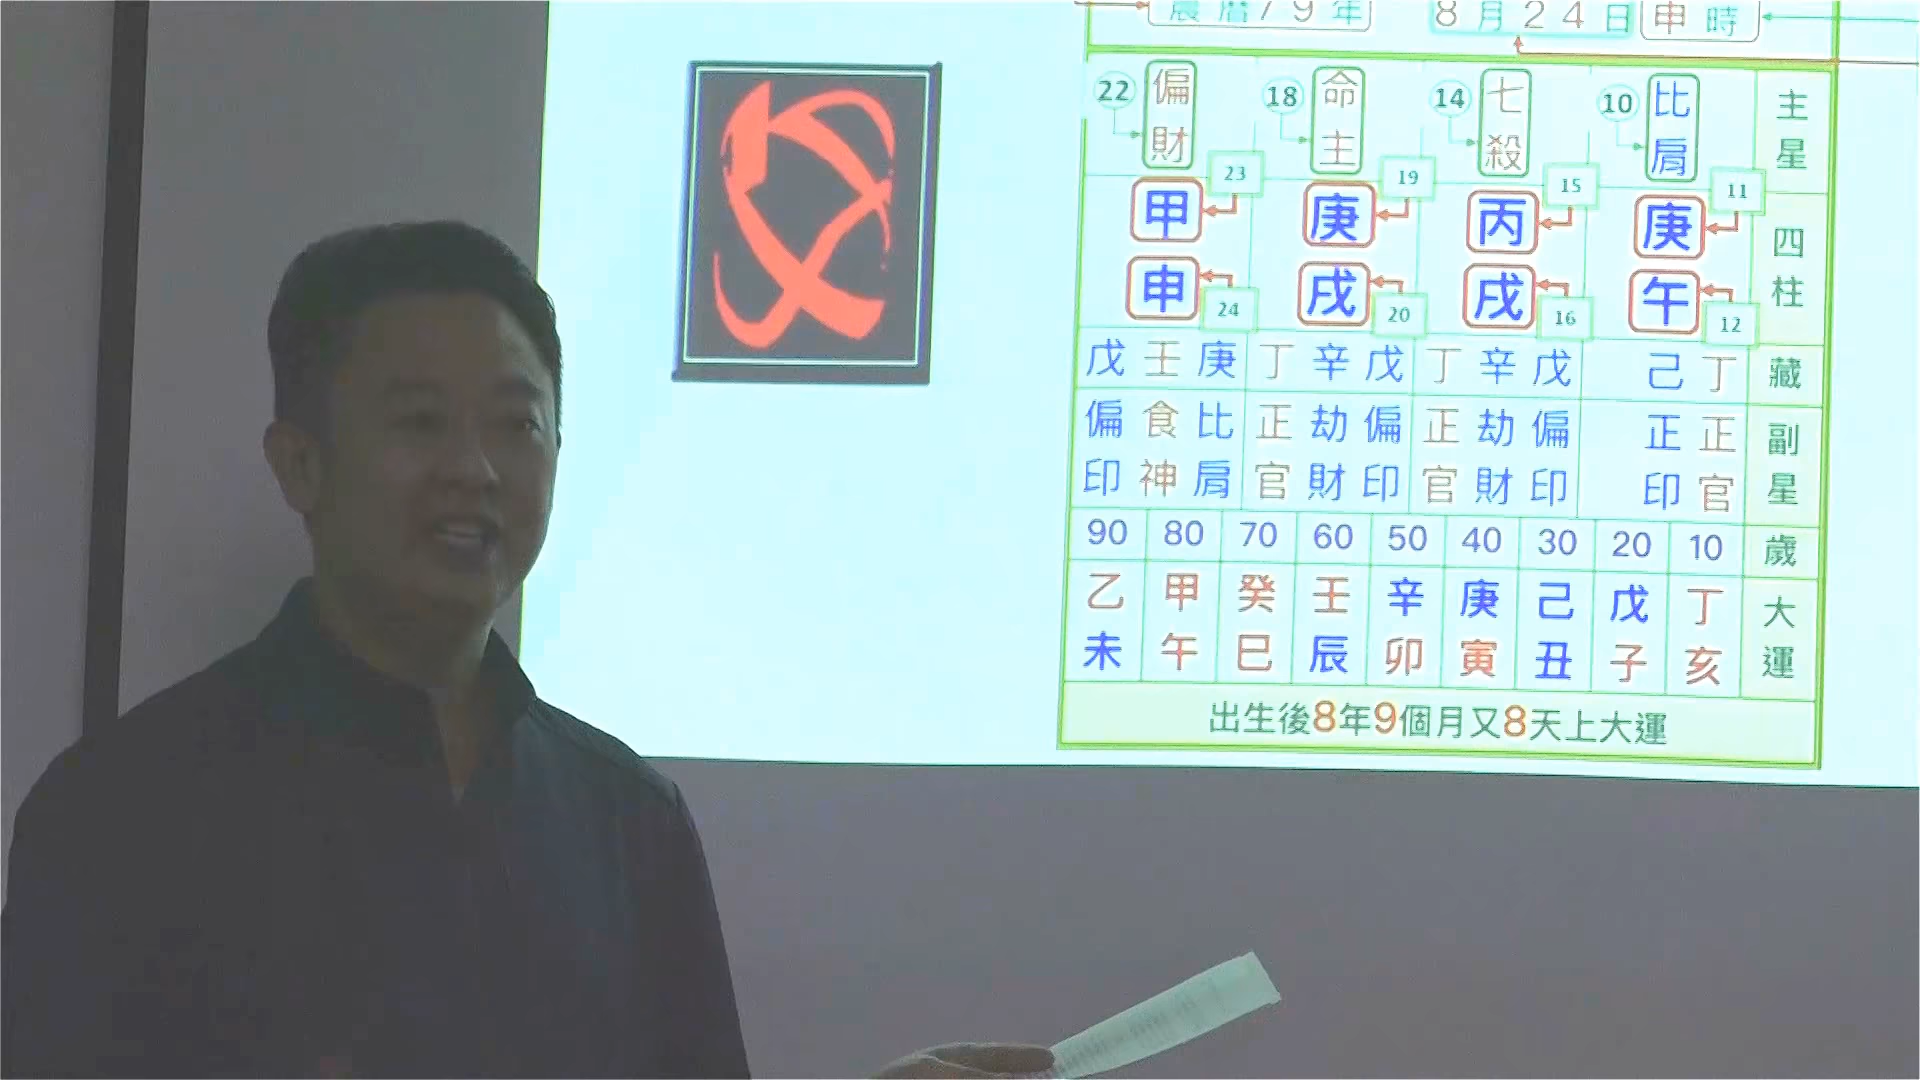 農曆79年 8月24日 申時
22 偏財 18 命主 14 七殺 10 比肩 主星
23 19 15 11
甲 庚 丙 庚 四柱
申 戌 戌 午
24 20 16 12
戊 壬 庚 丁 辛 戊 丁 辛 戊 己 丁 藏
偏印 食神 比肩 正官 劫財 偏印 正官 劫財 偏印 正印 正官 副星
90 80 70 60 50 40 30 20 10 歲
乙未 甲午 癸巳 壬辰 辛卯 庚寅 己丑 戊子 丁亥 大運
出生後8年9個月又8天上大運